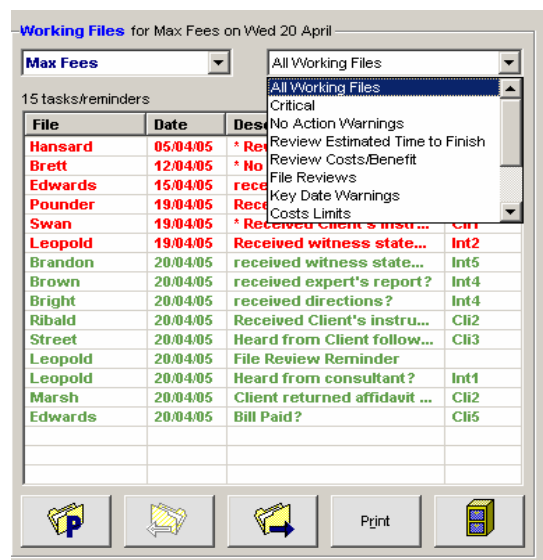 Working Files for Max Fees on Wed 20 April
Max Fees All Working Files
All Working Files
Critical
No Action Warnings
Review Estimated Time to Finish
Review Costs/Benefit
File Reviews
Key Date Warnings
Costs Limits
15 tasks/reminders
File Date
Hansard 05/04/05 *
Brett 12/04/05 * No
Edwards 15/04/05
Pounder 19/04/05
Swan 19/04/05 * Received Client's instr...
Leopold 19/04/05 Received witness state... Int2
Brandon 20/04/05 received witness state... Int5
Brown 20/04/05 received expert's report? Int4
Bright 20/04/05 received directions? Int4
Ribald 20/04/05 Received Client's instru... Cli2
Street 20/04/05 Heard from Client follow... Cli3
Leopold 20/04/05 File Review Reminder
Leopold 20/04/05 Heard from consultant? Int1
Marsh 20/04/05 Client returned affidavit ... Cli2
Edwards 20/04/05 Bill Paid? Cli5
P Print